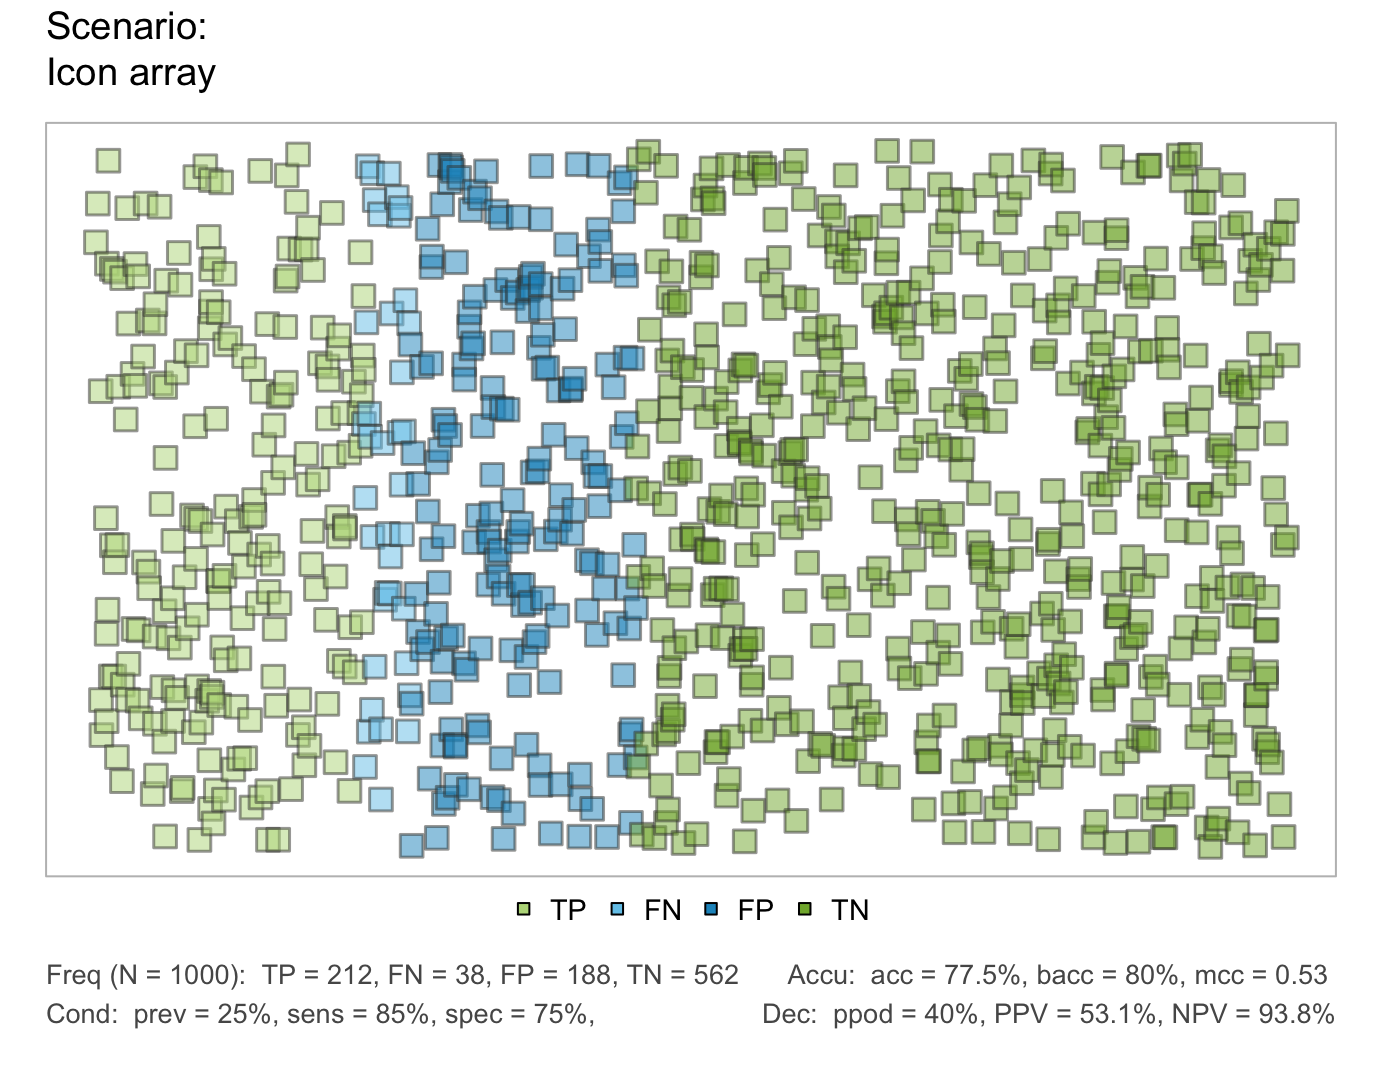 Scenario:
Icon array
TP FN FP TN
Freq (N = 1000): TP = 212, FN = 38, FP = 188, TN = 562 Accu: acc = 77.5%, bacc = 80%, mcc = 0.53
Cond: prev = 25%, sens = 85%, spec = 75%, Dec: ppod = 40%, PPV = 53.1%, NPV = 93.8%